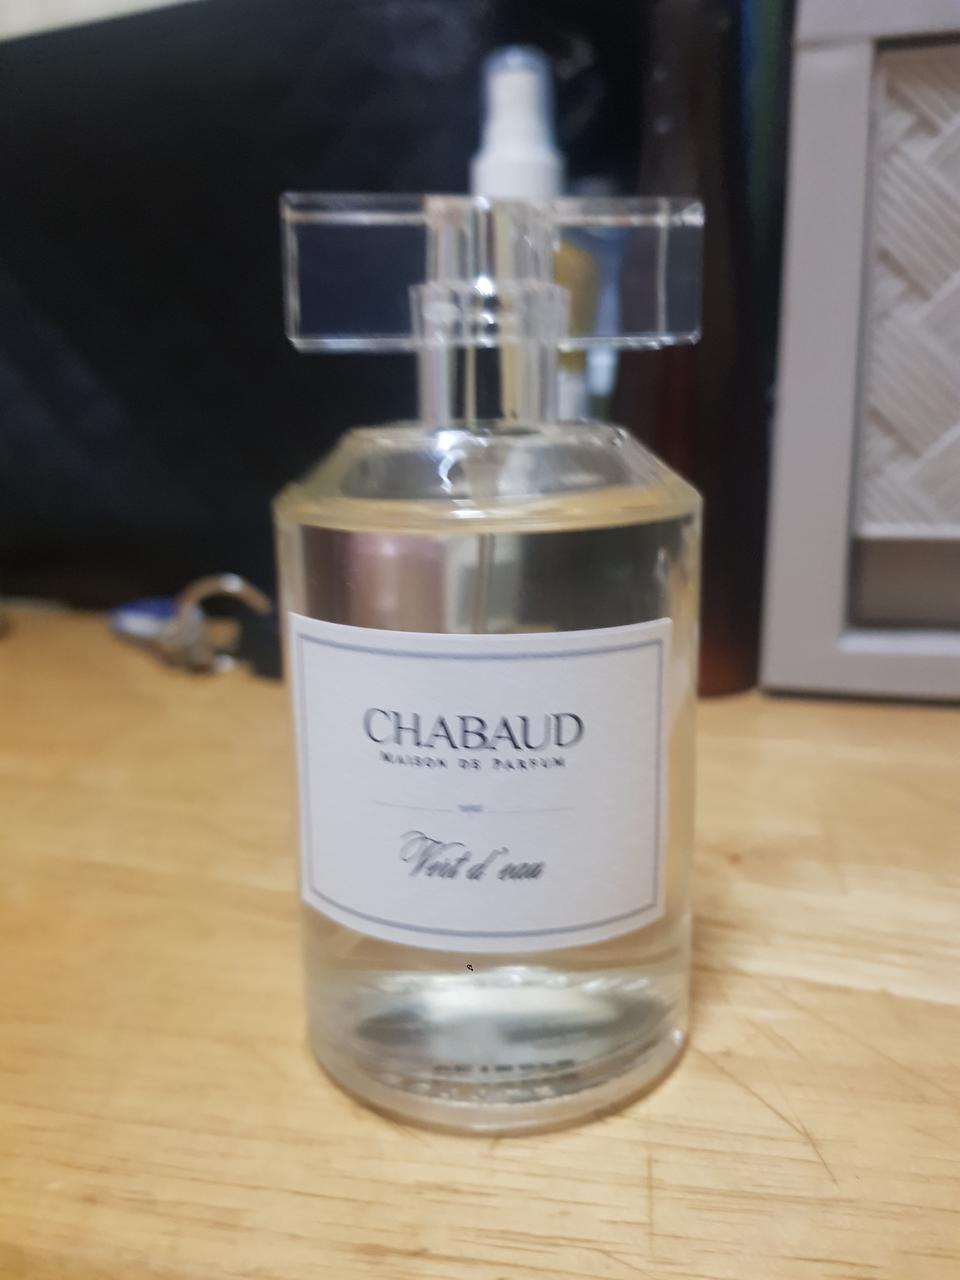 CHABAUD
MAISON DE PARFUM
Vert d'eau